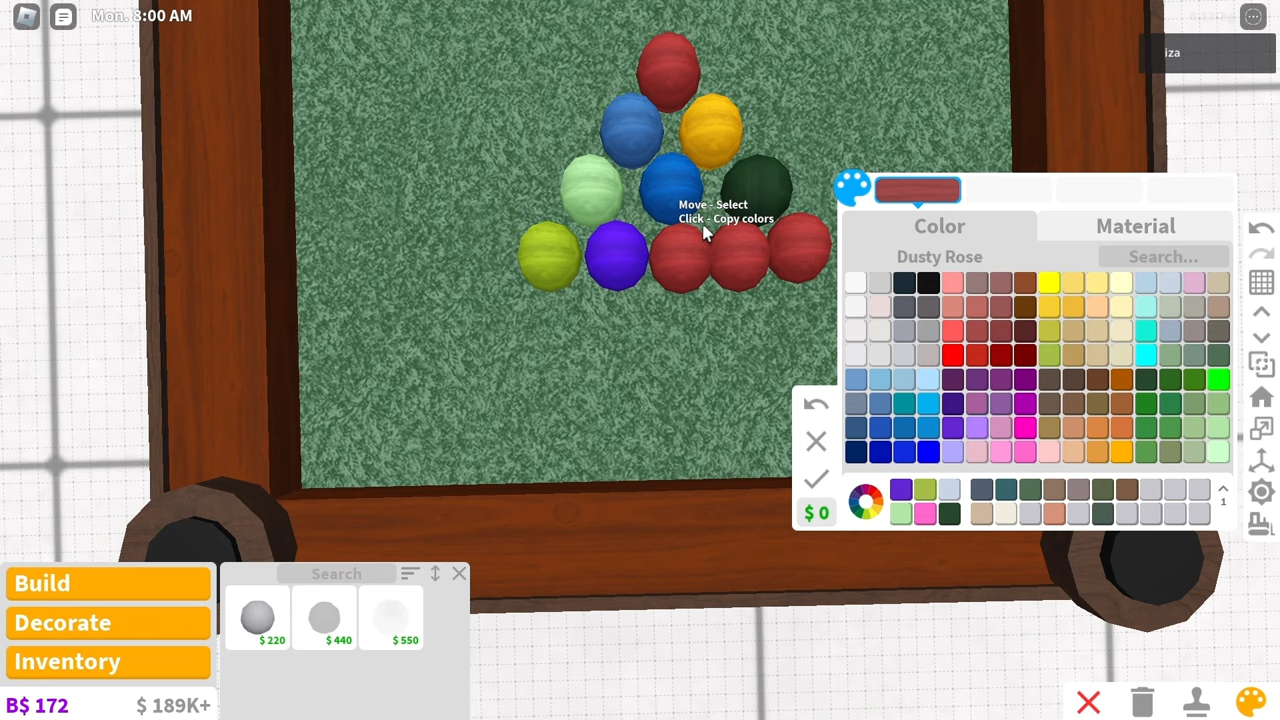 Mon. 8:00 AM
iza
Move - Select
Click - Copy colors
Color
Material
Dusty Rose
Search...
$ 0
1
Build
Decorate
Inventory
B$ 172
$ 189K+
Search
$ 220
$ 440
$ 550